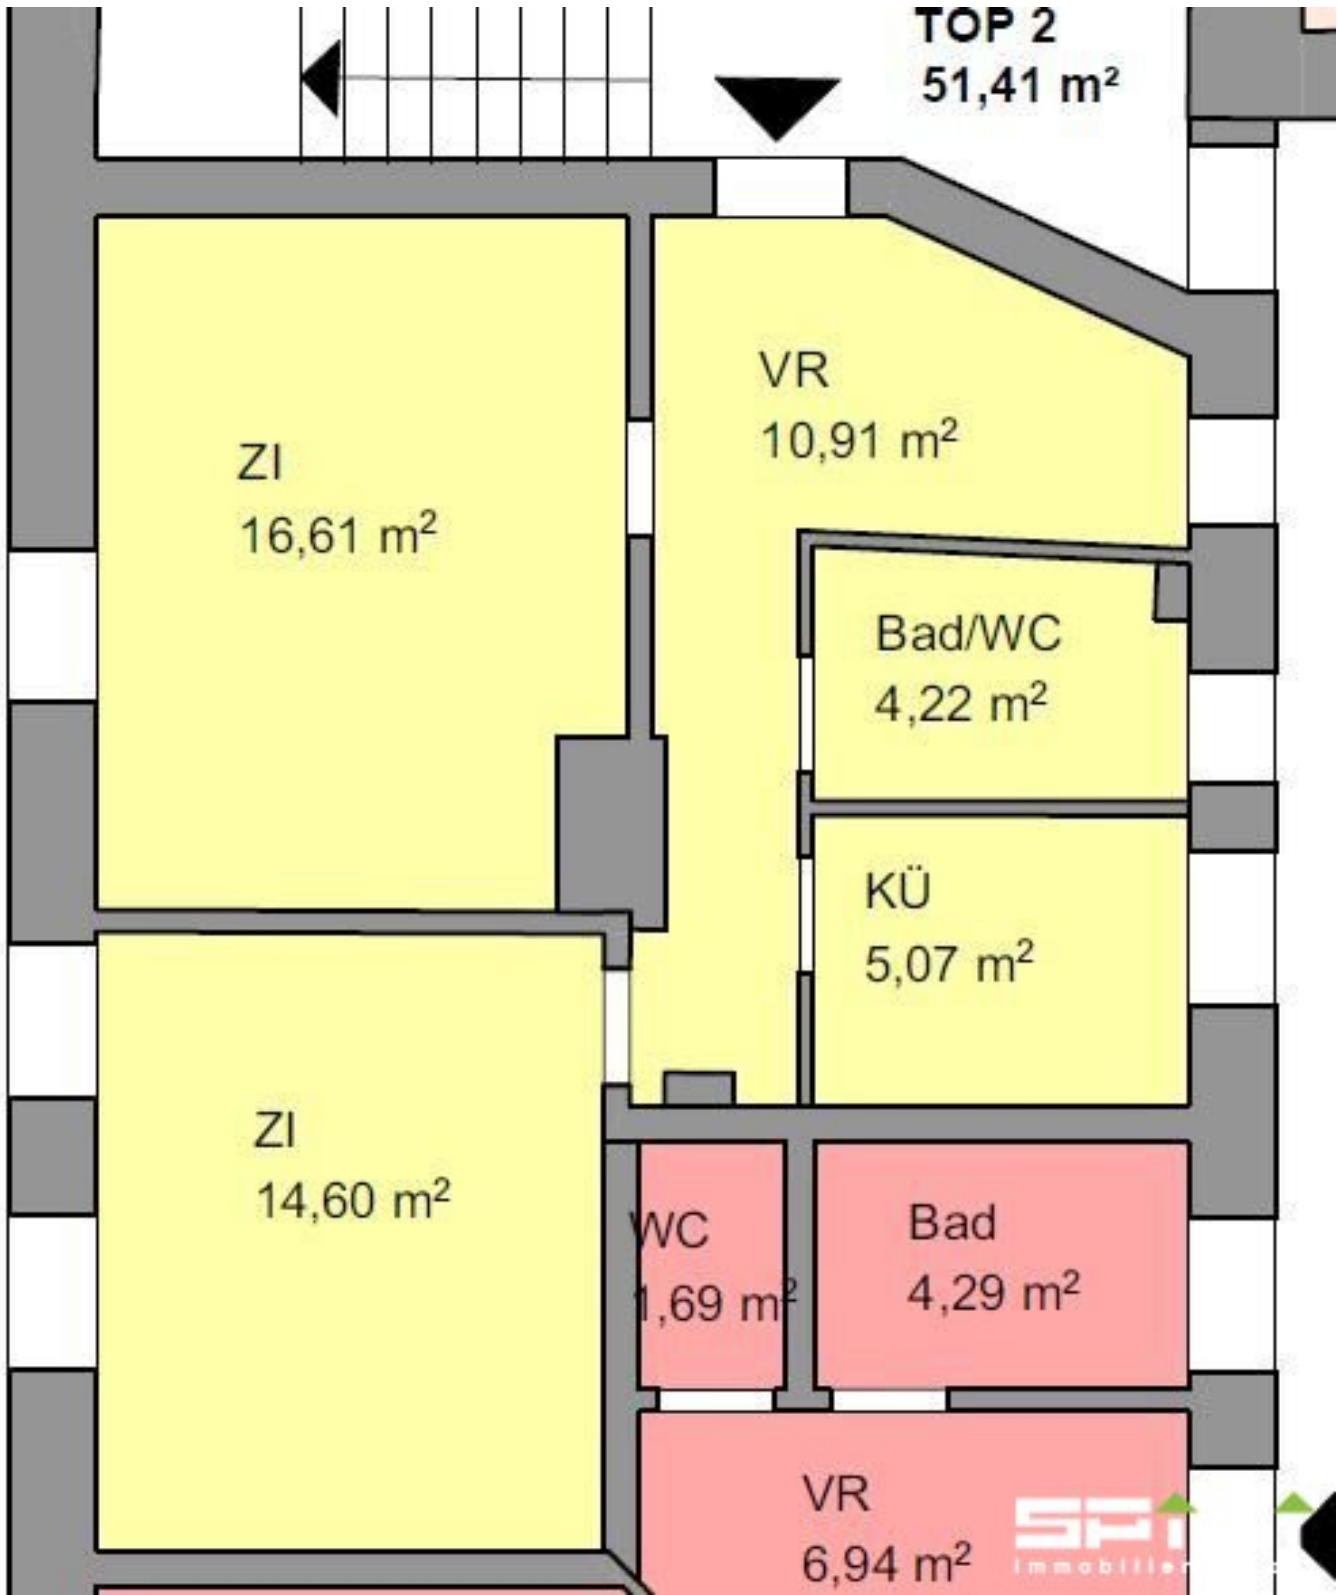 TOP 2
51,41 m²
VR
10,91 m²
ZI
16,61 m²
Bad/WC
4,22 m²
KÜ
5,07 m²
ZI
14,60 m²
WC
1,69 m²
Bad
4,29 m²
VR
6,94 m²